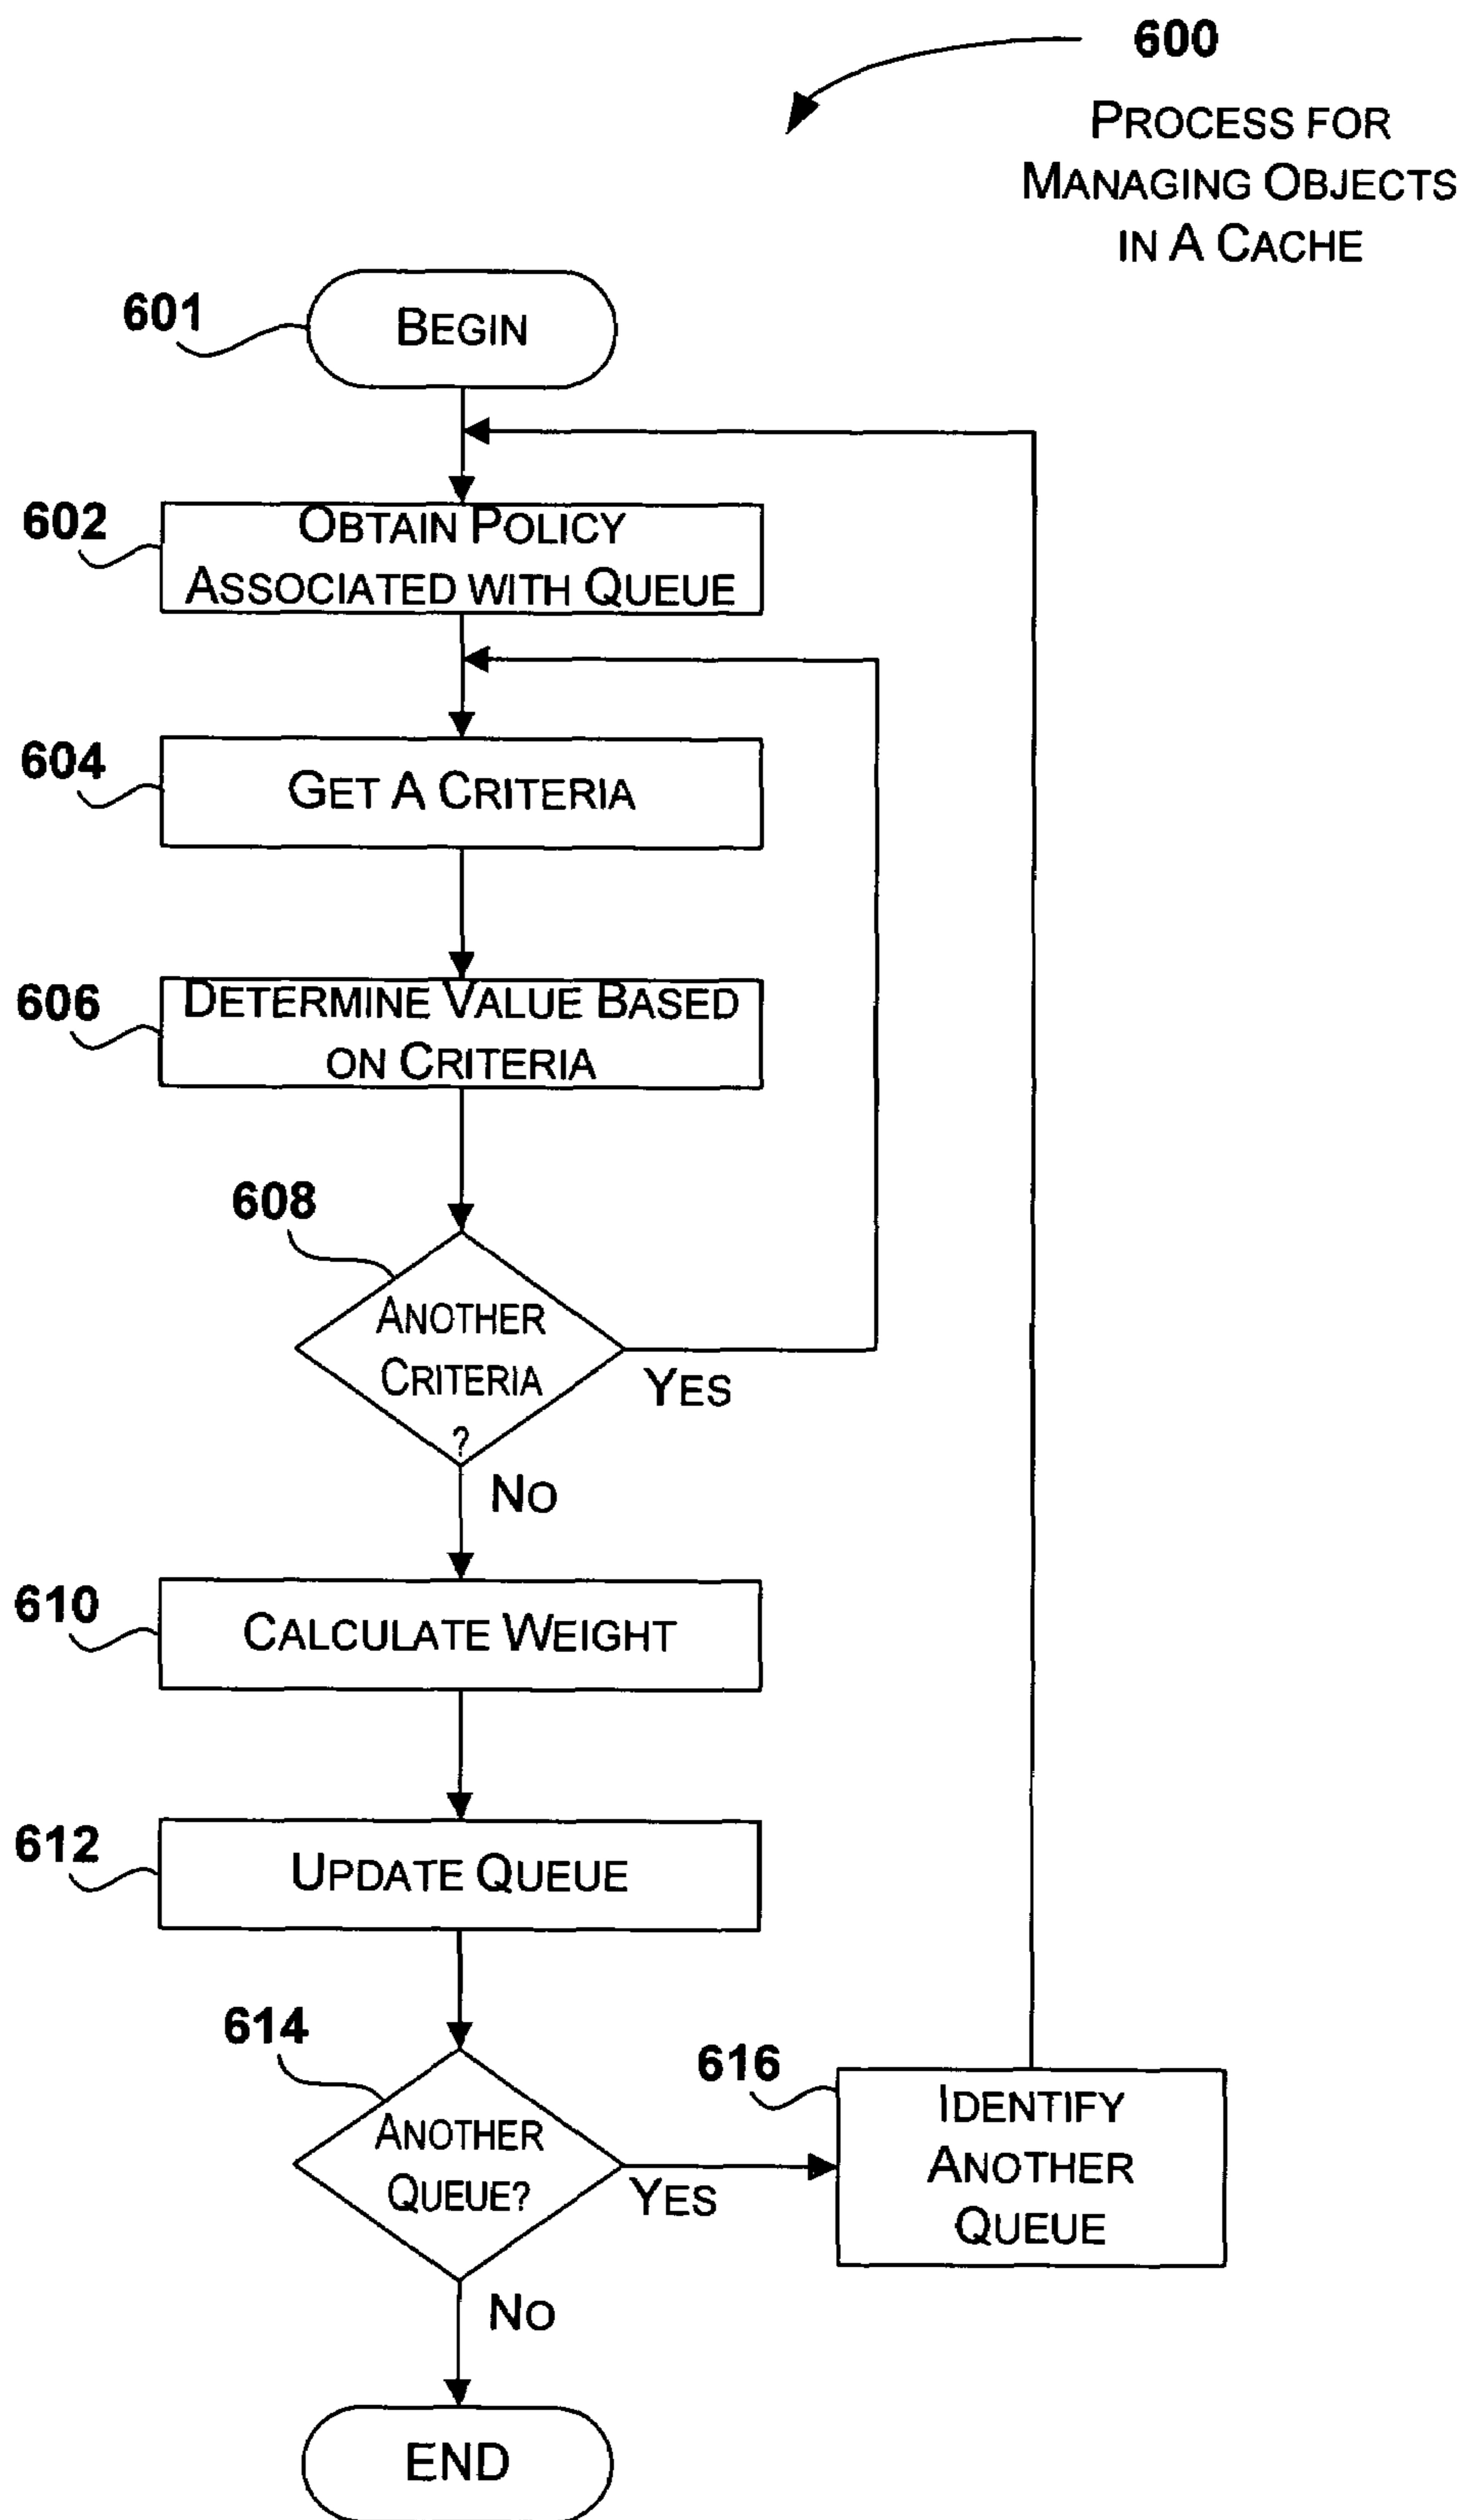 600
PROCESS FOR
MANAGING OBJECTS
IN A CACHE
601
BEGIN
602
OBTAIN POLICY
ASSOCIATED WITH QUEUE
604
GET A CRITERIA
606
DETERMINE VALUE BASED
ON CRITERIA
608
ANOTHER
CRITERIA
?
YES
NO
610
CALCULATE WEIGHT
612
UPDATE QUEUE
614
ANOTHER
QUEUE?
YES
616
IDENTIFY
ANOTHER
QUEUE
NO
END